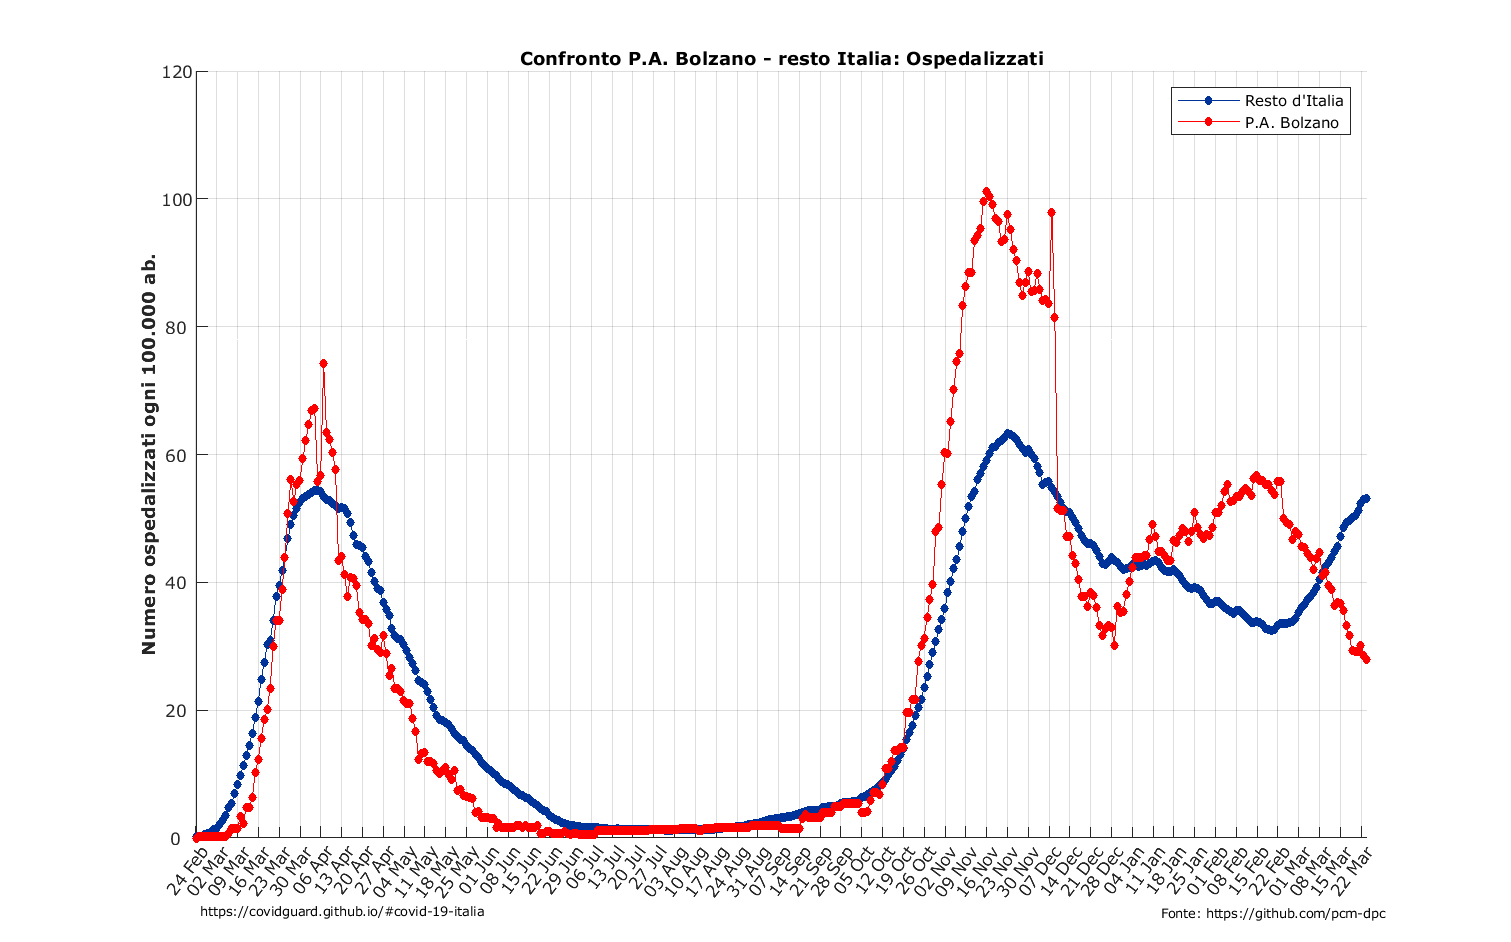 Confronto P.A. Bolzano - resto Italia: Ospedalizzati
Numero ospedalizzati ogni 100.000 ab.
120
100
80
60
40
20
0
Resto d'Italia
P.A. Bolzano
24 Feb
02 Mar
09 Mar
16 Mar
23 Mar
30 Mar
06 Apr
13 Apr
20 Apr
27 Apr
04 May
11 May
18 May
25 May
01 Jun
08 Jun
15 Jun
22 Jun
29 Jun
06 Jul
13 Jul
20 Jul
27 Jul
03 Aug
10 Aug
17 Aug
24 Aug
31 Aug
07 Sep
14 Sep
21 Sep
28 Sep
05 Oct
12 Oct
19 Oct
26 Oct
02 Nov
09 Nov
16 Nov
23 Nov
30 Nov
07 Dec
14 Dec
21 Dec
28 Dec
04 Jan
11 Jan
18 Jan
25 Jan
01 Feb
08 Feb
15 Feb
22 Feb
01 Mar
08 Mar
15 Mar
22 Mar
https://covidguard.github.io/#covid-19-italia
Fonte: https://github.com/pcm-dpc